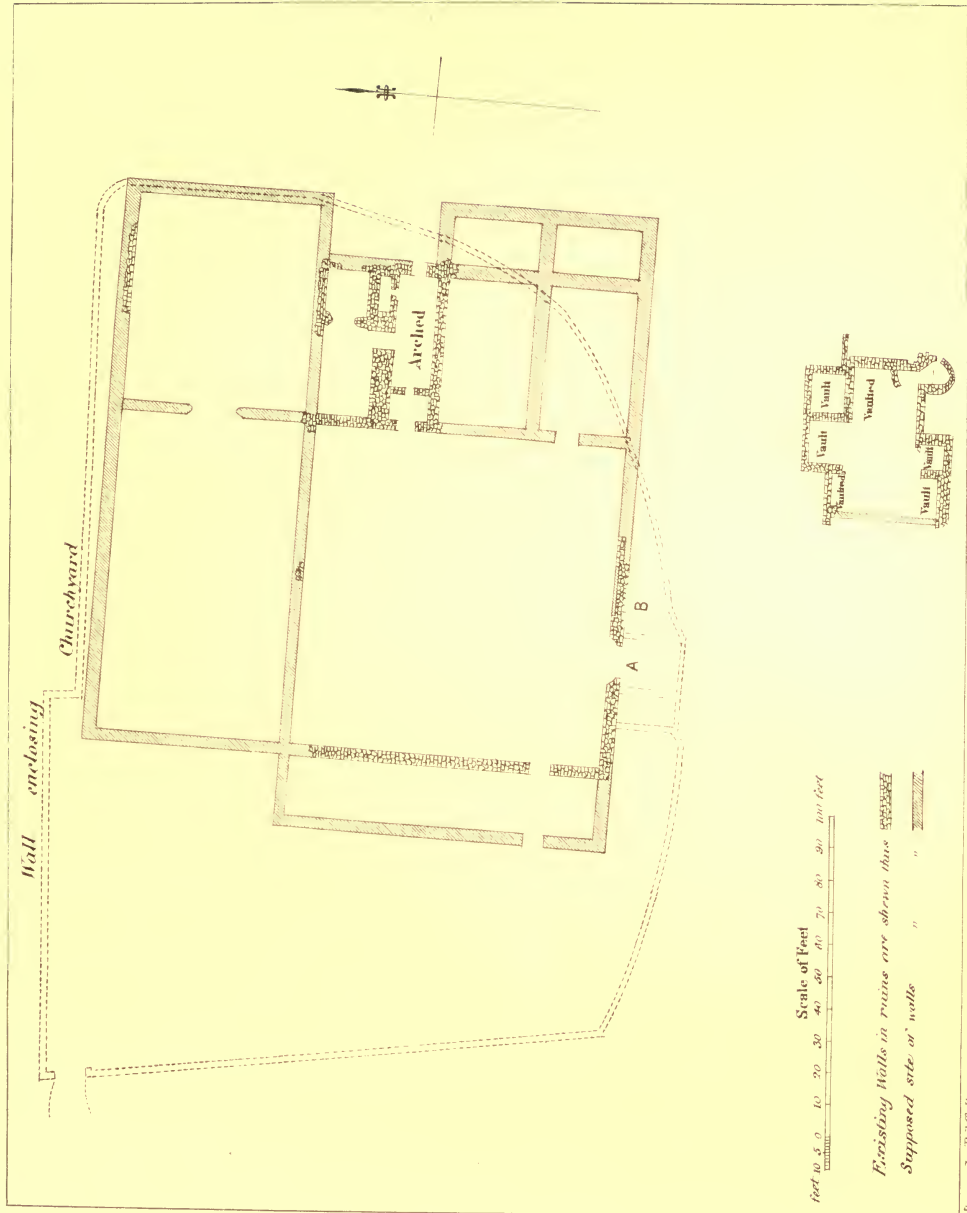 Wall enclosing
Churchyard
Arched
A
B
Vault
Vault
Vaulted
Vaulted
Vault
Vault
Scale of Feet
feet 10 5 0 10 20 30 40 50 60 70 80 90 100 feet
Existing Walls in ruins are shewn thus
Supposed site of walls " "